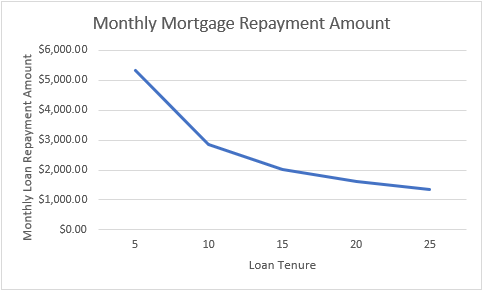 Monthly Mortgage Repayment Amount
Monthly Loan Repayment Amount
$6,000.00
$5,000.00
$4,000.00
$3,000.00
$2,000.00
$1,000.00
$0.00
5 10 15 20 25
Loan Tenure